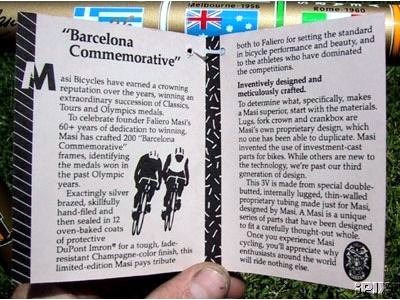 Melbourne-1956
Rome-1960
"Barcelona
Commemorative"
Masi Bicycles have earned a crowning
reputation over the years, winning an
extraordinary succession of Classics,
Tours and Olympics medals.
To celebrate founder Faliero Masi's
60+ years of dedication to winning,
Masi has crafted 200 "Barcelona
Commemorative"
frames, identifying
the medals won in
the past Olympic
years.
Exactingly silver
brazed, skillfully
hand-filed and
then sealed in 12
oven-baked coats
of protective
DuPont Imron® for a tough, fade-
resistant Champagne-color finish, this
limited-edition Masi pays tribute
both to Faliero for setting the standard
in bicycle performance and beauty, and
to the athletes who have dominated
the competitions.
Inventively designed and
meticulously crafted.
To determine what, specifically, makes
a Masi superior, start with the materials.
Lugs, fork crown and crankbox are
Masi's own proprietary design, which
no one has been able to duplicate. Masi
invented the use of investment-cast
parts for bikes. While others are new to
the technology, we're past our third
generation of design.
This 3V is made from special double-
butted, internally lugged, thin-walled
proprietary tubing made just for Masi,
designed by Masi. A Masi is a unique
series of parts that have been designed
to fit a carefully thought-out whole.
Once you experience Masi
cycling, you'll appreciate why
enthusiasts around the world
will ride nothing else.